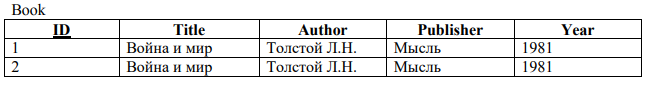 Book
ID Title Author Publisher Year
1 Война и мир Толстой Л.Н. Мысль 1981
2 Война и мир Толстой Л.Н. Мысль 1981